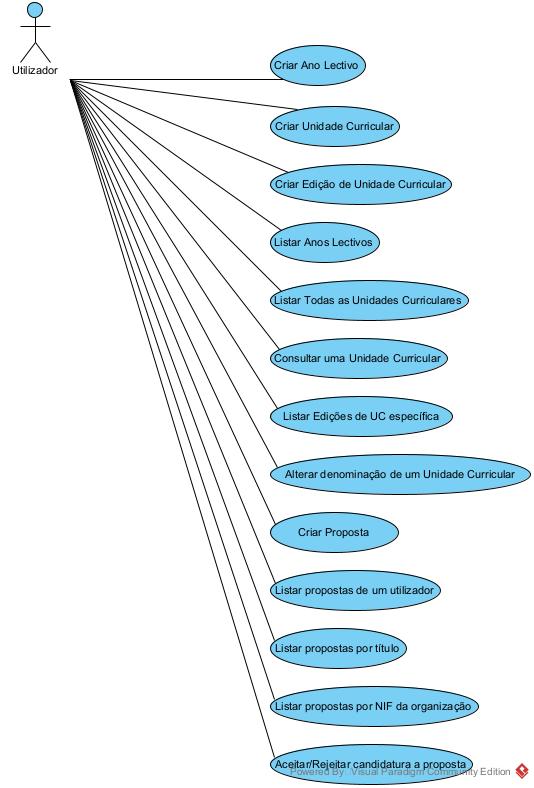 Utilizador
Criar Ano Lectivo
Criar Unidade Curricular
Criar Edição de Unidade Curricular
Listar Anos Lectivos
Listar Todas as Unidades Curriculares
Consultar uma Unidade Curricular
Listar Edições de UC específica
Alterar denominação de um Unidade Curricular
Criar Proposta
Listar propostas de um utilizador
Listar propostas por título
Listar propostas por NIF da organização
Aceitar/Rejeitar candidatura a proposta
Powered By: Visual Paradigm Community Edition